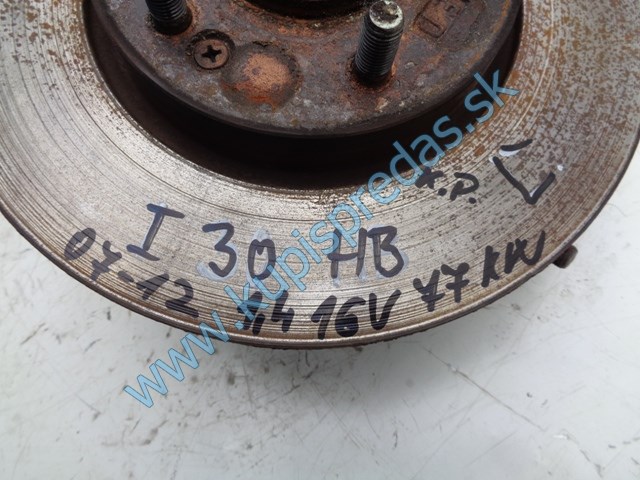 Ľ.P. Ľ
I 30 HB
07-12 1.4 16V 77 KW
www.kupispredas.sk